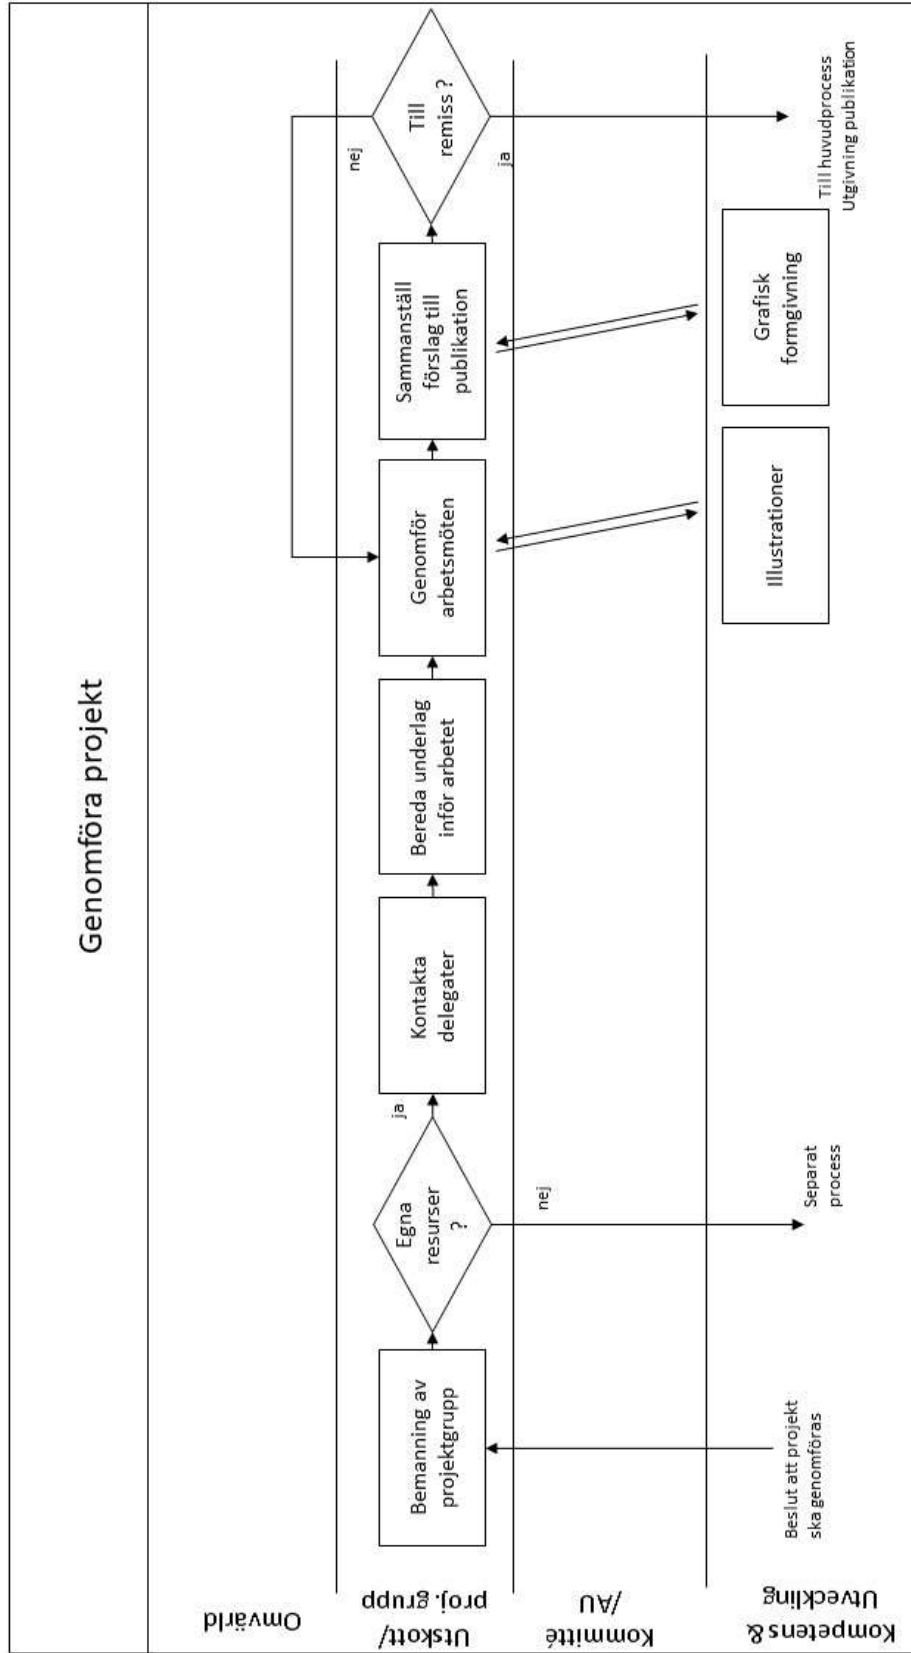 Genomföra projekt
Omvärld
Utskott/
proj. grupp
Kommitté
/AU
Kompetens &
Utveckling
Beslut att projekt
ska genomföras
Bemanning av
projektgrupp
Egna
resurser
?
ja
nej
Separat
process
Kontakta
delegater
Bereda underlag
inför arbetet
Genomför
arbetsmöten
Illustrationer
Sammanställ
förslag till
publikation
Grafisk
formgivning
Till
remiss ?
nej
ja
Till huvudprocess
Utgivning publikation